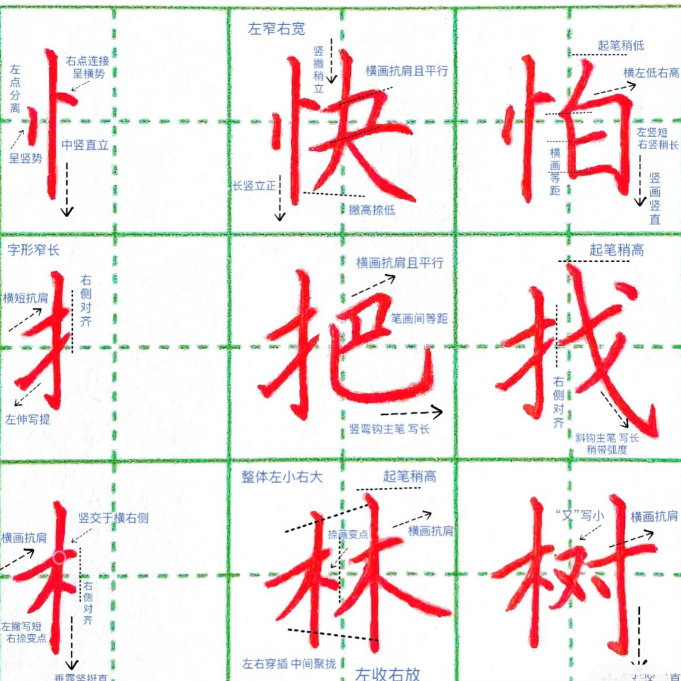 左点分离
右点连接
呈横势
呈竖势
中竖直立
忄
左窄右宽
竖撇稍立
横画抗肩且平行
快
长竖立正
撇高捺低
起笔稍低
横左低右高
怕
左竖短
右竖稍长
横画等距
竖画竖直
字形窄长
横短抗肩
右侧对齐
扌
左伸写提
横画抗肩且平行
笔画间等距
把
竖弯钩主笔 写长
起笔稍高
找
右侧对齐
斜钩主笔 写长
稍带弧度
竖交于横右侧
横画抗肩
木
右侧对齐
左撇写短
右捺变点
垂露竖挺直
整体左小右大
起笔稍高
捺画变点
横画抗肩
林
左右穿插 中间聚拢
左收右放
“又”写小
横画抗肩
树